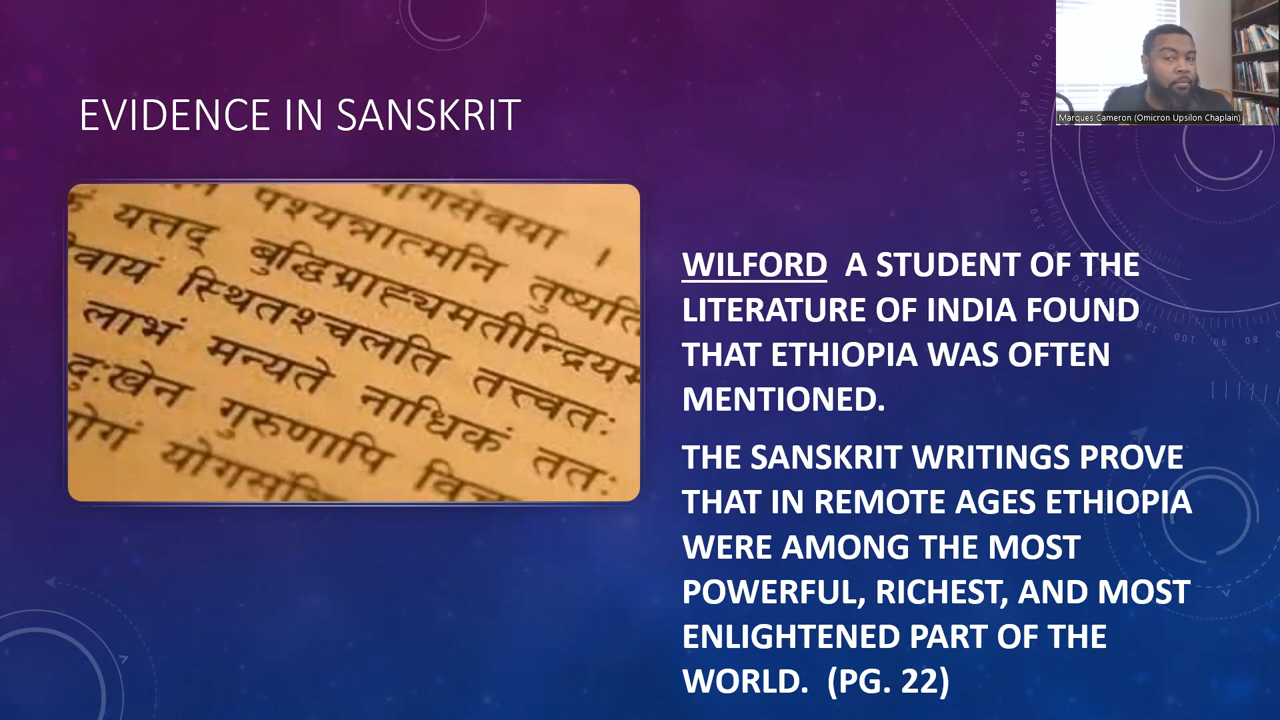 EVIDENCE IN SANSKRIT
योगसेवया ।
पश्यन्नात्मनि तुष्यति
यत्तद् बुद्धिग्राह्यमतीन्द्रियम
स्थितश्चलति तत्त्वतः
लाभं मन्यते नाधिकं ततः
दुःखेन गुरुणापि
WILFORD A STUDENT OF THE
LITERATURE OF INDIA FOUND
THAT ETHIOPIA WAS OFTEN
MENTIONED.
THE SANSKRIT WRITINGS PROVE
THAT IN REMOTE AGES ETHIOPIA
WERE AMONG THE MOST
POWERFUL, RICHEST, AND MOST
ENLIGHTENED PART OF THE
WORLD. (PG. 22)
Marques Cameron (Omicron Upsilon Chaplain)